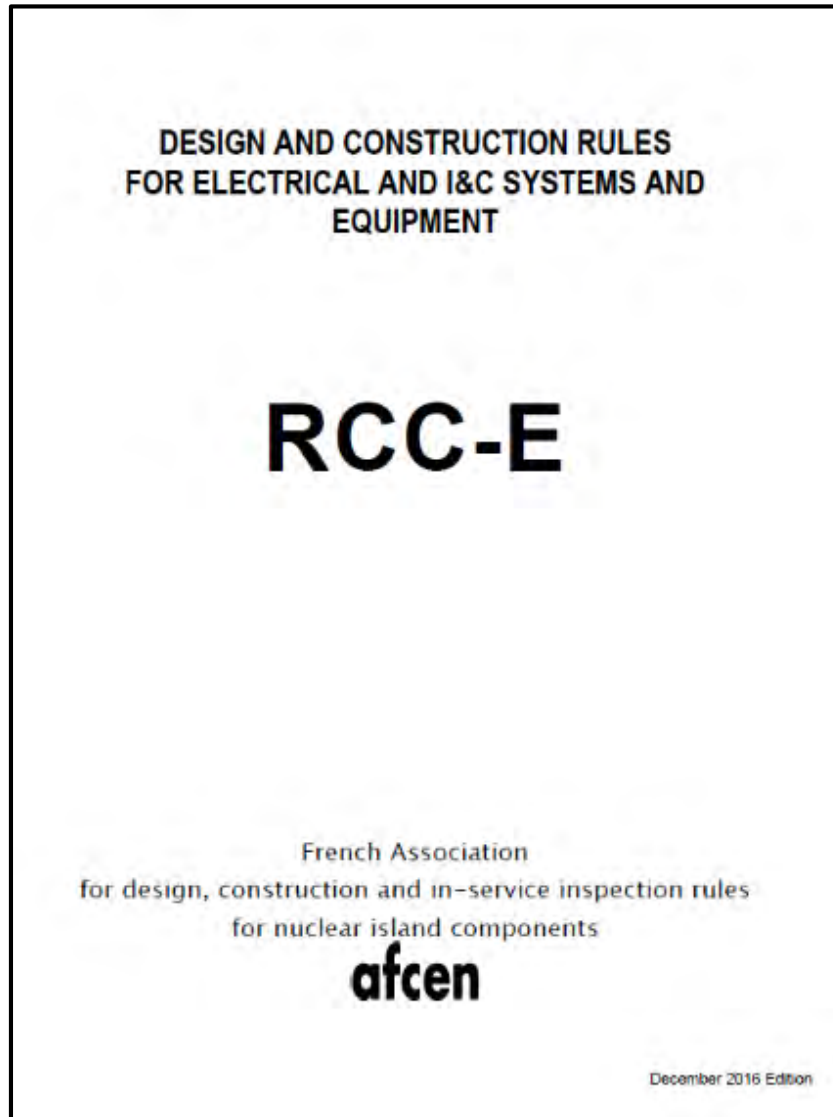 DESIGN AND CONSTRUCTION RULES
FOR ELECTRICAL AND I&C SYSTEMS AND
EQUIPMENT
RCC-E
French Association
for design, construction and in-service inspection rules
for nuclear island components
afcen
December 2016 Edition